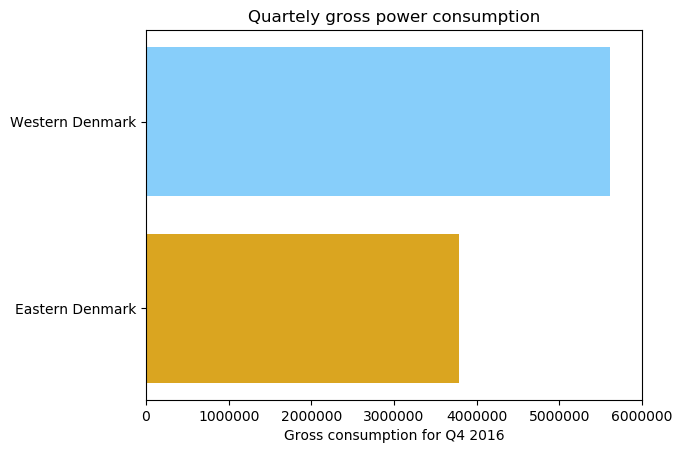 Quartely gross power consumption
Western Denmark
Eastern Denmark
0 1000000 2000000 3000000 4000000 5000000 6000000
Gross consumption for Q4 2016